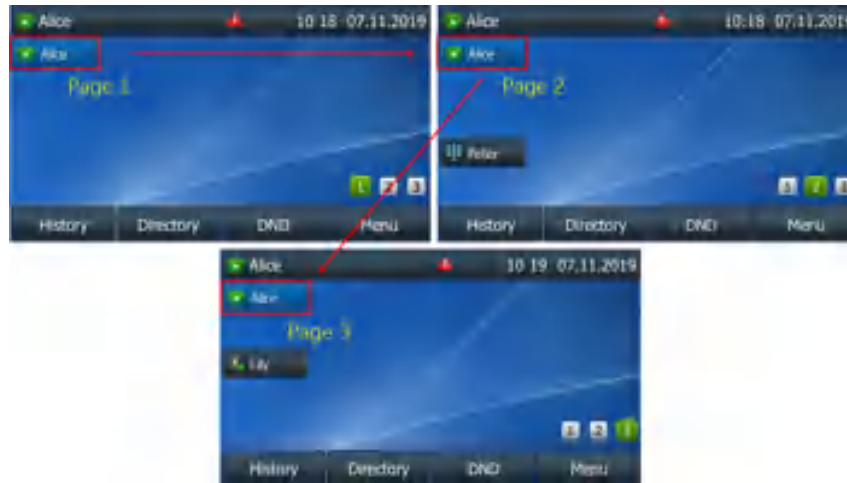 Alice 10 18 07.11.2019
Alice
Page 1
1 2 3
History Directory DND Menu
Alice 10:18 07.11.2019
Alice
Page 2
Peter
1 2 3
History Directory DND Menu
Alice 10 19 07.11.2019
Alice
Page 3
Lily
1 2 3
History Directory DND Menu